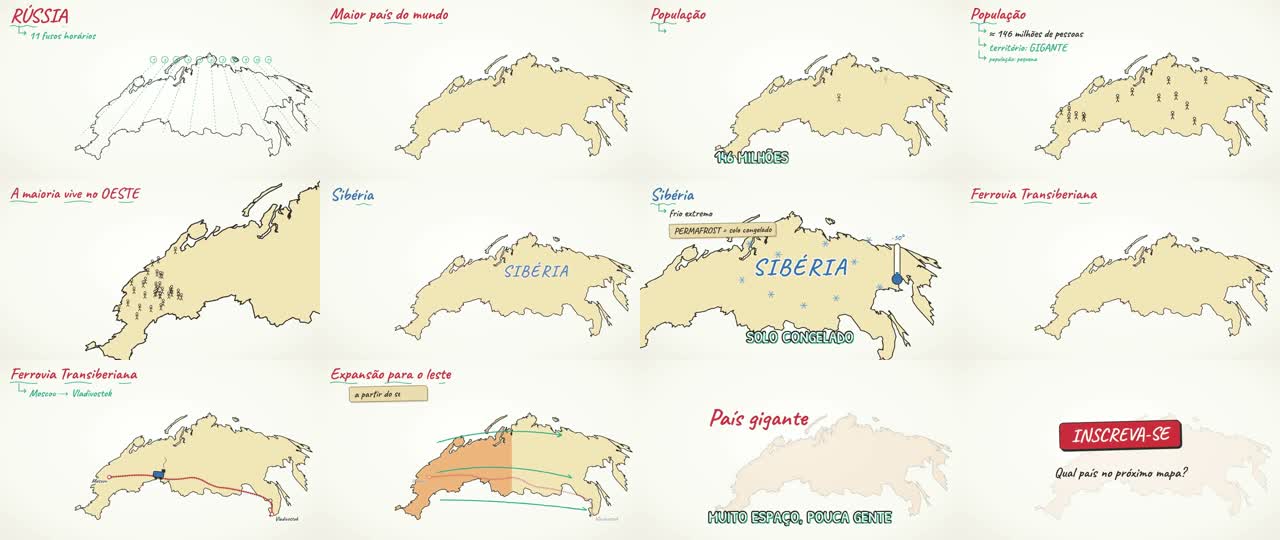 RÚSSIA
11 fusos horários
Maior país do mundo
População
146 MILHÕES
População
≈ 146 milhões de pessoas
território: GIGANTE
população: pequena
A maioria vive no OESTE
Sibéria
SIBÉRIA
Sibéria
Frio extremo
PERMAFROST = solo congelado
-50°
SIBÉRIA
SOLO CONGELADO
Ferrovia Transiberiana
Ferrovia Transiberiana
Moscou → Vladivostok
Moscou
Vladivostok
Expansão para o leste
a partir do sé
Vladivostok
País gigante
MUITO ESPAÇO, POUCA GENTE
INSCREVA-SE
Qual país no próximo mapa?